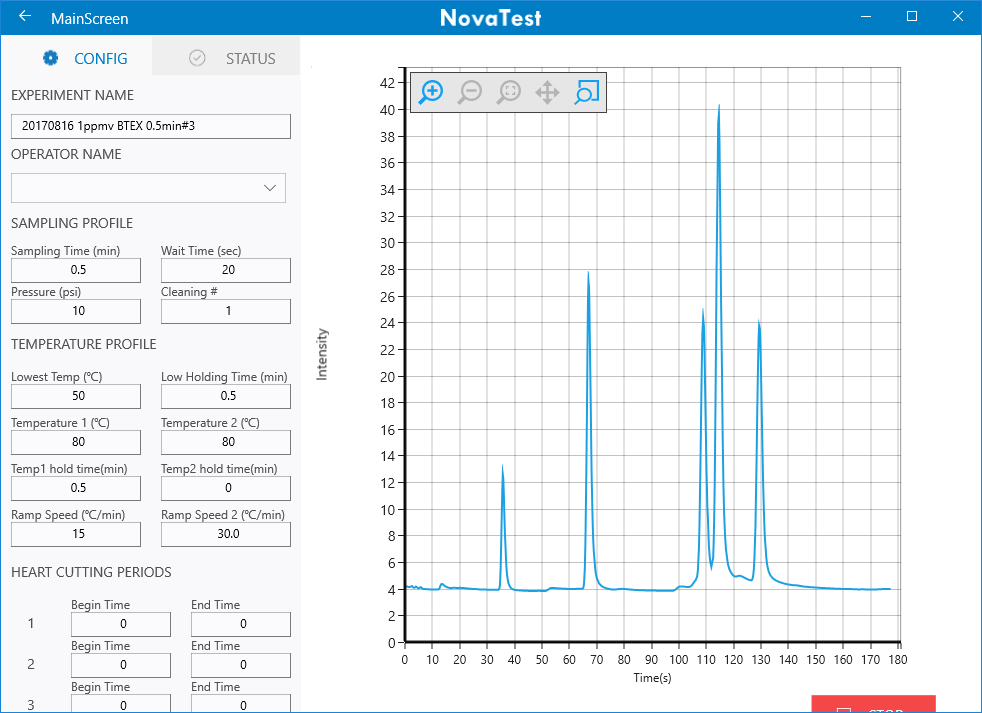 MainScreen
NovaTest
CONFIG
STATUS
EXPERIMENT NAME
20170816 1ppmv BTEX 0.5min#3
OPERATOR NAME
SAMPLING PROFILE
Sampling Time (min) Wait Time (sec)
0.5 20
Pressure (psi) Cleaning #
10 1
TEMPERATURE PROFILE
Lowest Temp (℃) Low Holding Time (min)
50 0.5
Temperature 1 (℃) Temperature 2 (℃)
80 80
Temp1 hold time(min) Temp2 hold time(min)
0.5 0
Ramp Speed (℃/min) Ramp Speed 2 (℃/min)
15 30.0
HEART CUTTING PERIODS
Begin Time End Time
1 0 0
Begin Time End Time
2 0 0
Begin Time End Time
3 0 0
Intensity
42
40
38
36
34
32
30
28
26
24
22
20
18
16
14
12
10
8
6
4
2
0
0 10 20 30 40 50 60 70 80 90 100 110 120 130 140 150 160 170 180
Time(s)
STOP